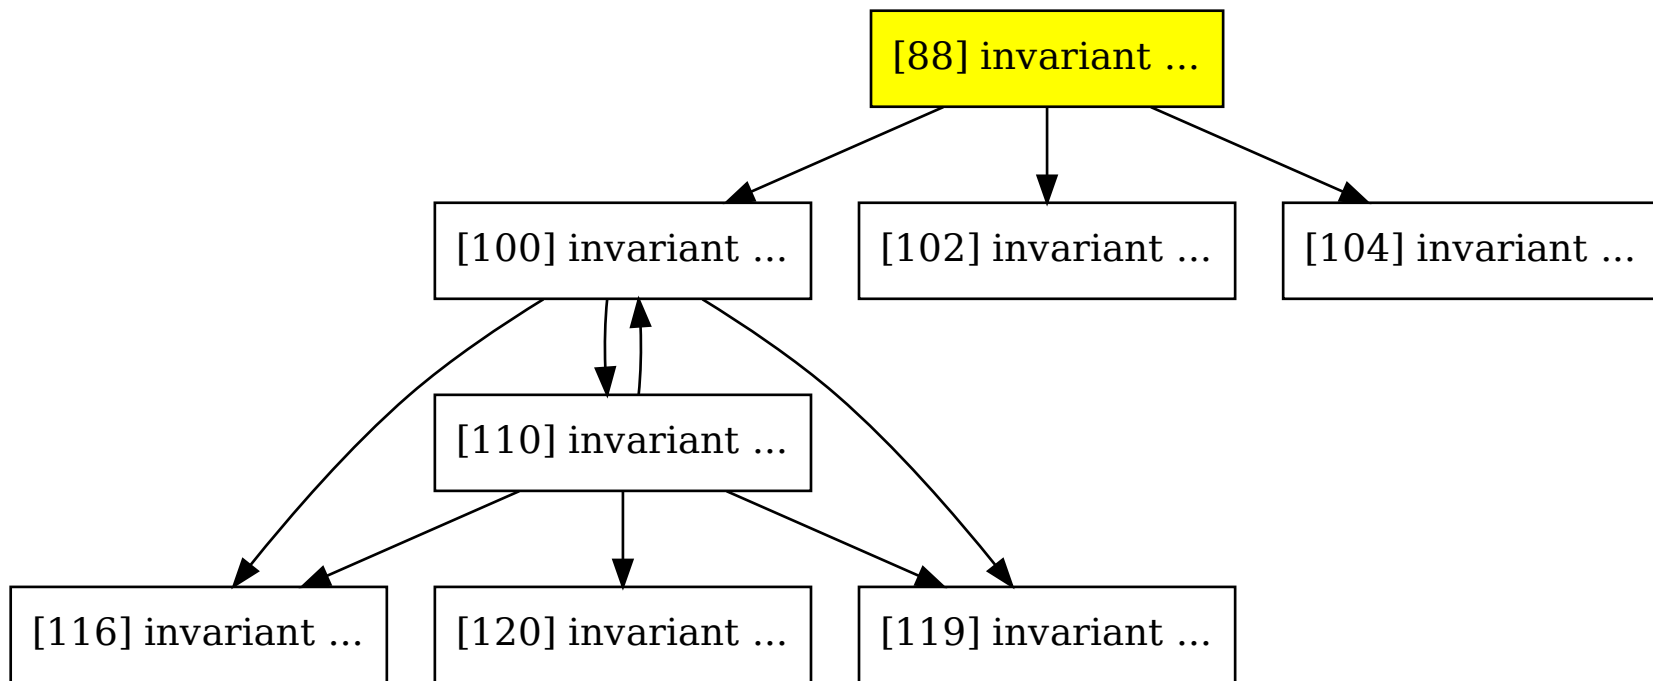 [88] invariant ...
[100] invariant ...
[102] invariant ...
[104] invariant ...
[110] invariant ...
[116] invariant ...
[120] invariant ...
[119] invariant ...